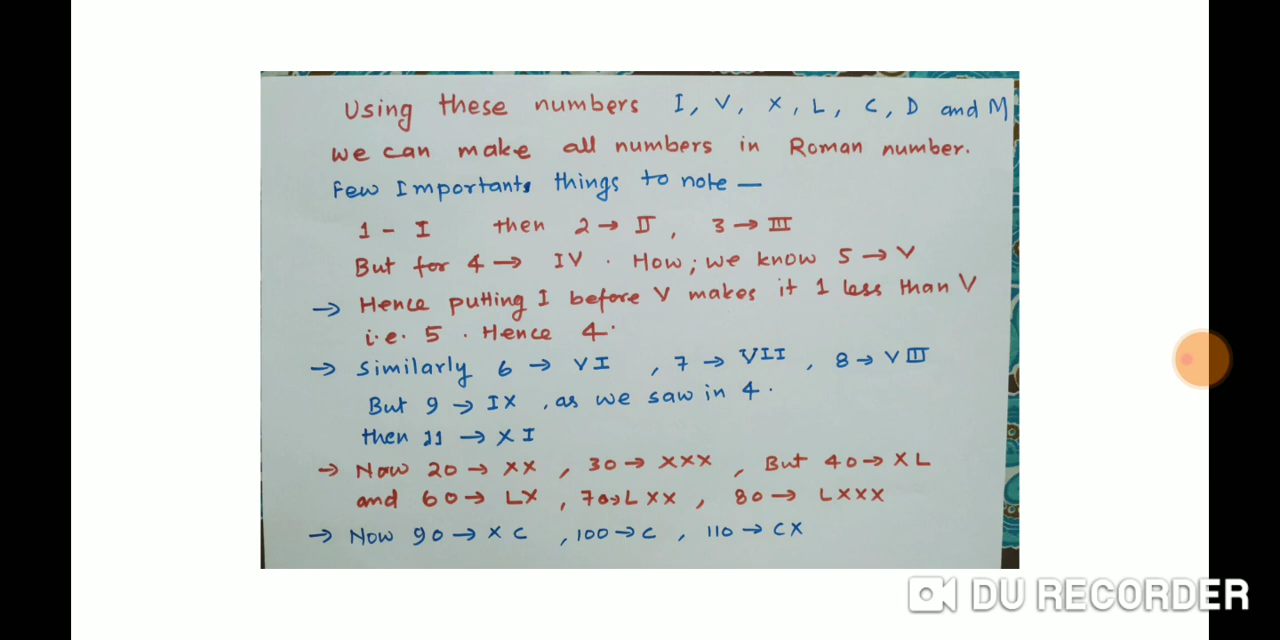 Using these numbers I, V, X, L, C, D and M
we can make all numbers in Roman number.
Few Importants things to note —
1 - I then 2 → II, 3 → III
But for 4 → IV. How; we know 5 → V
→ Hence putting I before V makes it 1 less than V
i.e. 5. Hence 4.
→ Similarly 6 → VI, 7 → VII, 8 → VIII
But 9 → IX, as we saw in 4.
then 11 → XI
→ Now 20 → XX, 30 → XXX, But 40 → XL
and 60 → LX, 70 → LXX, 80 → LXXX
→ Now 90 → XC, 100 → C, 110 → CX
DU RECORDER